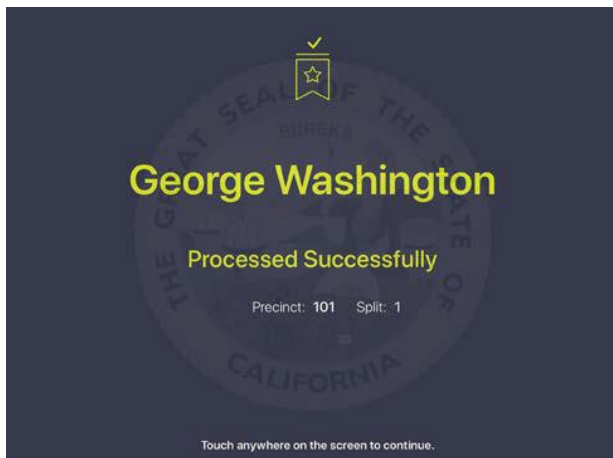 THE GREAT SEAL OF THE STATE OF CALIFORNIA
EUREKA
George Washington
Processed Successfully
Precinct: 101 Split: 1
Touch anywhere on the screen to continue.